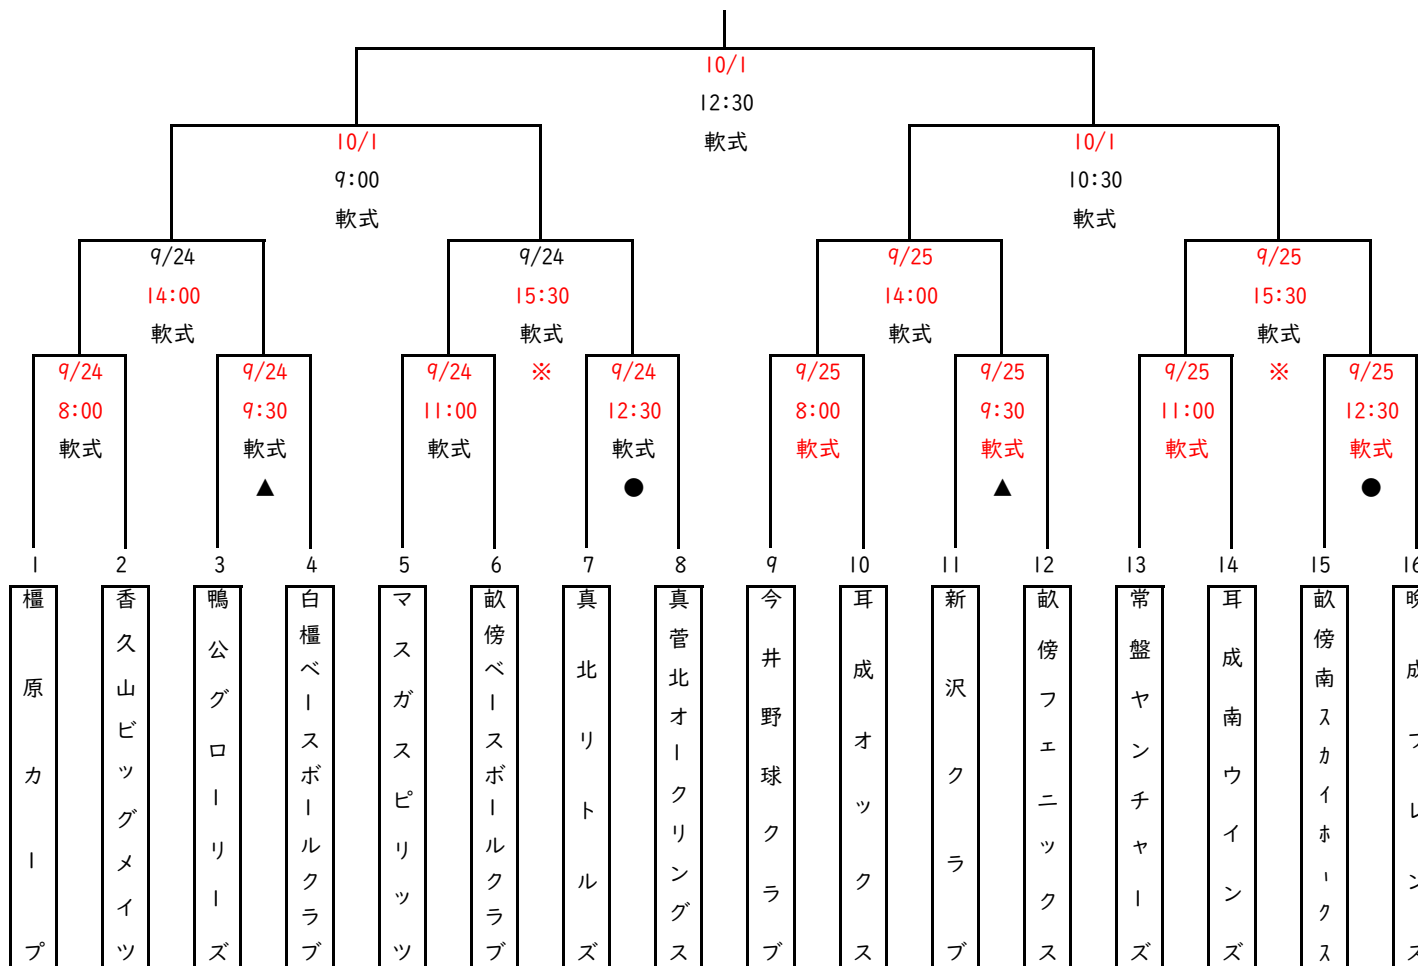 10/1
12:30
軟式
10/1
9:00
軟式
10/1
10:30
軟式
9/24
14:00
軟式
9/24
15:30
軟式
※
9/25
14:00
軟式
9/25
15:30
軟式
※
9/24
8:00
軟式
9/24
9:30
軟式
▲
9/24
11:00
軟式
9/24
12:30
軟式
●
9/25
8:00
軟式
9/25
9:30
軟式
▲
9/25
11:00
軟式
9/25
12:30
軟式
●
1
2
3
4
5
6
7
8
9
10
11
12
13
14
15
16
橿原カープ
香久山ビッグメイツ
鴨公グローリーズ
白橿ベースボールクラブ
マスガスピリッツ
畝傍ベースボールクラブ
真北リトルズ
真菅北オークリングス
今井野球クラブ
耳成オックス
新沢クラブ
畝傍フェニックス
常盤ヤンチャーズ
耳成南ウインズ
畝傍南ｽｶｲﾎｰｸｽ
晩成フレンズ